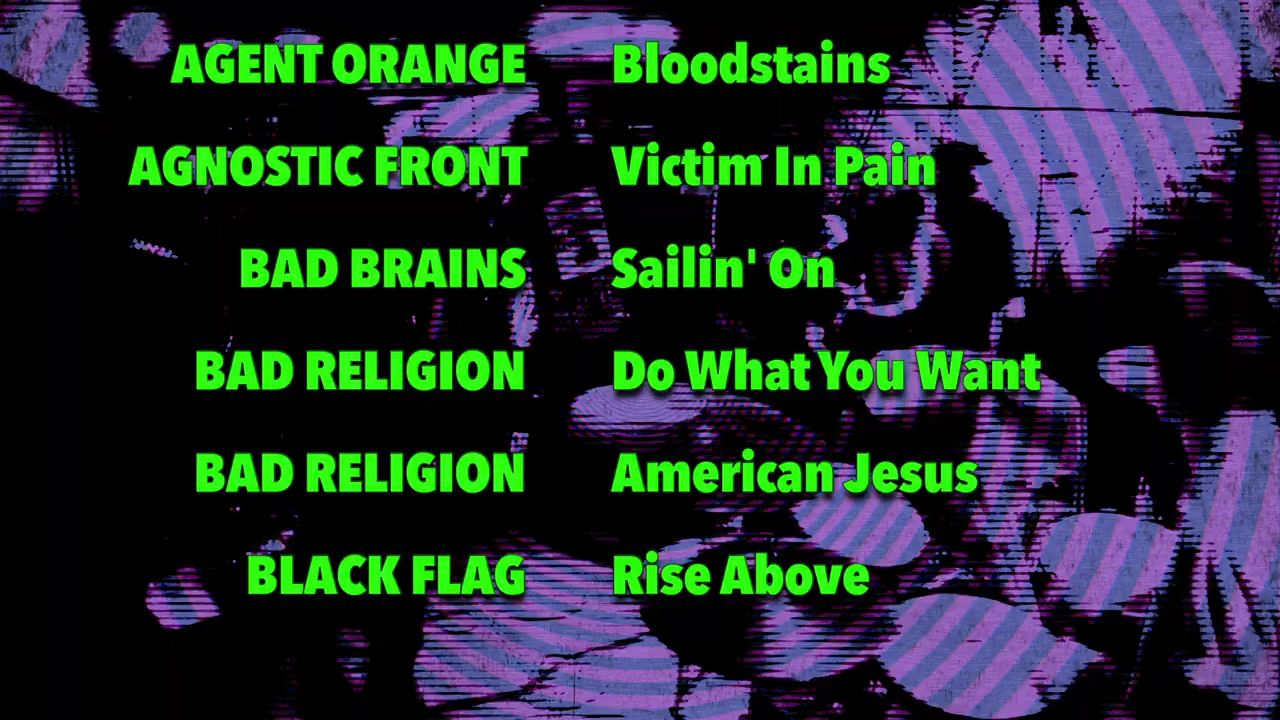 AGENT ORANGE Bloodstains
AGNOSTIC FRONT Victim In Pain
BAD BRAINS Sailin' On
BAD RELIGION Do What You Want
BAD RELIGION American Jesus
BLACK FLAG Rise Above